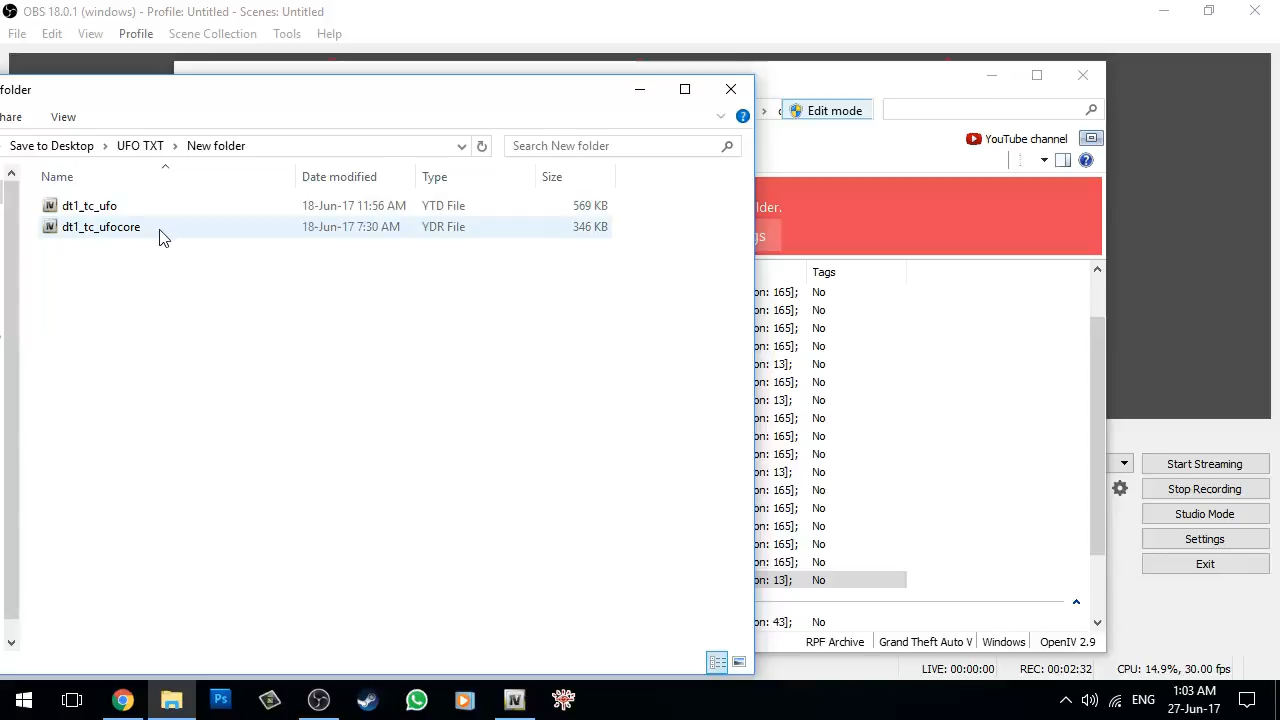 OBS 18.0.1 (windows) - Profile: Untitled - Scenes: Untitled
File Edit View Profile Scene Collection Tools Help
folder
Edit mode
hare View
Save to Desktop UFO TXT New folder
Search New folder
YouTube channel
Name Date modified Type Size
dt1_tc_ufo 18-Jun-17 11:56 AM YTD File 569 KB
dt1_tc_ufocore 18-Jun-17 7:30 AM YDR File 346 KB
lder.
gs
Tags
on: 165]; No
on: 165]; No
on: 165]; No
on: 165]; No
on: 13]; No
on: 165]; No
on: 13]; No
on: 165]; No
on: 165]; No
on: 165]; No
on: 13]; No
on: 165]; No
on: 165]; No
on: 165]; No
on: 165]; No
on: 165]; No
on: 13]; No
on: 43]; No
RPF Archive Grand Theft Auto V Windows OpenIV 2.9
Start Streaming
Stop Recording
Studio Mode
Settings
Exit
LIVE: 00:00:00 REC: 00:02:32 CPU: 14.9%, 30.00 fps
Ps
IV
ENG
1:03 AM
27-Jun-17